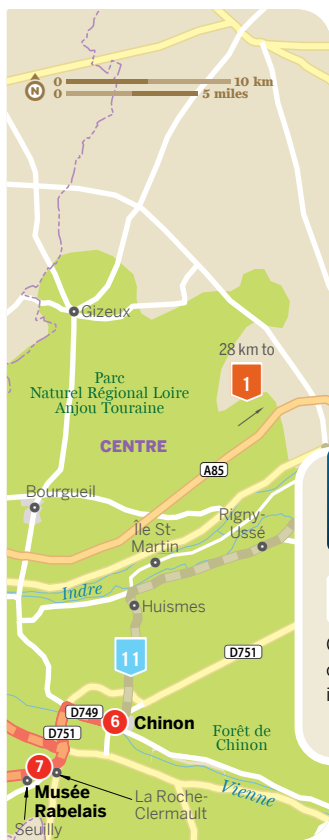 0 10 km
N
0 5 miles
Gizeux
28 km to
1
Parc
Naturel Régional Loire
Anjou Touraine
CENTRE
A85
Bourgueil
Rigny-
Ussé
Île St-
Martin
Indre
Huismes
11
D751
D749
6 Chinon
D751
Forêt de
Chinon
7
Musée
Rabelais
La Roche-
Clermault
Vienne
Seuilly